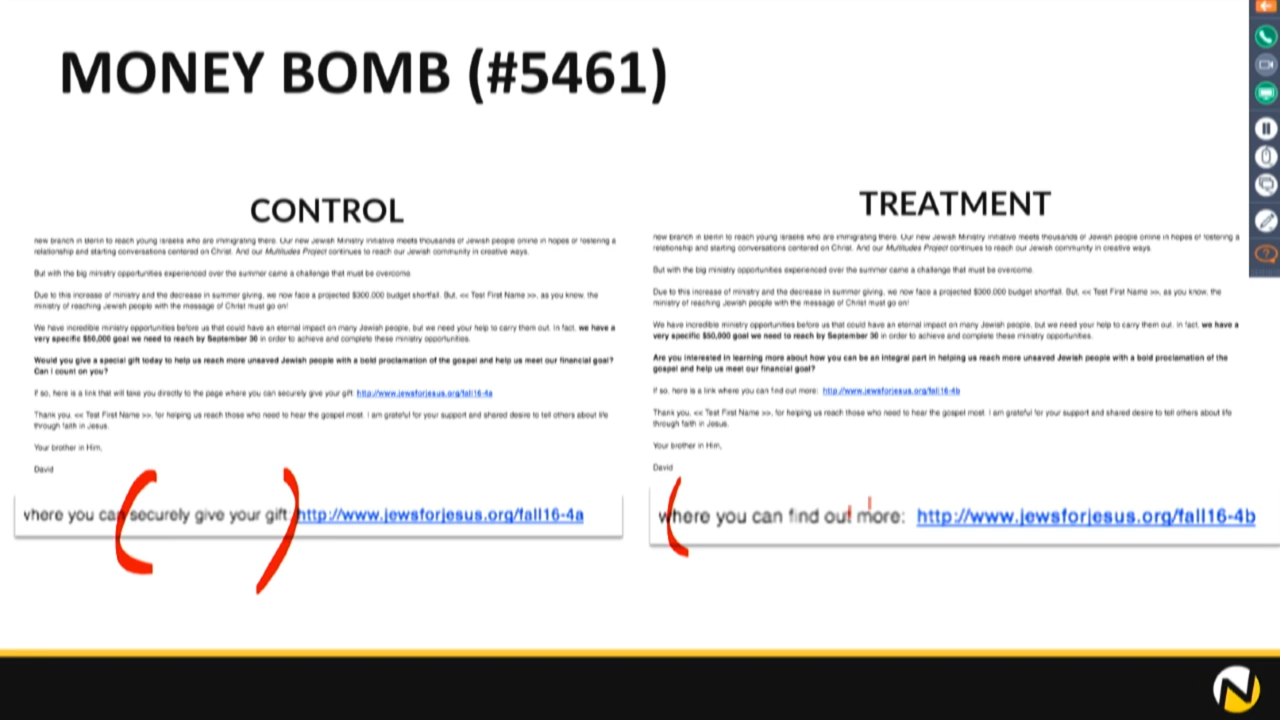 MONEY BOMB (#5461)
CONTROL
new branch in Berlin to reach young Israelis who are immigrating there. Our new Jewish Ministry Initiative meets thousands of Jewish people online in hopes of fostering a
relationship and starting conversations centered on Christ. And our Multitudes Project continues to reach our Jewish community in creative ways.
But with the big ministry opportunities experienced over the summer came a challenge that must be overcome.
Due to this increase of ministry and the decrease in summer giving, we now face a projected $300,000 budget shortfall. But, << Test First Name >>, as you know, the
ministry of reaching Jewish people with the message of Christ must go on!
We have incredible ministry opportunities before us that could have an eternal impact on many Jewish people, but we need your help to carry them out. In fact, we have a
very specific $50,000 goal we need to reach by September 30 in order to achieve and complete these ministry opportunities.
Would you give a special gift today to help us reach more unsaved Jewish people with a bold proclamation of the gospel and help us meet our financial goal?
Can I count on you?
If so, here is a link that will take you directly to the page where you can securely give your gift: http://www.jewsforjesus.org/fall16-4a
Thank you, << Test First Name >>, for helping us reach those who need to hear the gospel most. I am grateful for your support and shared desire to tell others about life
through faith in Jesus.
Your brother in Him,
David
where you can securely give your gift: http://www.jewsforjesus.org/fall16-4a
TREATMENT
new branch in Berlin to reach young Israelis who are immigrating there. Our new Jewish Ministry Initiative meets thousands of Jewish people online in hopes of fostering a
relationship and starting conversations centered on Christ. And our Multitudes Project continues to reach our Jewish community in creative ways.
But with the big ministry opportunities experienced over the summer came a challenge that must be overcome.
Due to this increase of ministry and the decrease in summer giving, we now face a projected $300,000 budget shortfall. But, << Test First Name >>, as you know, the
ministry of reaching Jewish people with the message of Christ must go on!
We have incredible ministry opportunities before us that could have an eternal impact on many Jewish people, but we need your help to carry them out. In fact, we have a
very specific $50,000 goal we need to reach by September 30 in order to achieve and complete these ministry opportunities.
Are you interested in learning more about how you can be an integral part in helping us reach more unsaved Jewish people with a bold proclamation of the
gospel and help us meet our financial goal?
If so, here is a link where you can find out more: http://www.jewsforjesus.org/fall16-4b
Thank you, << Test First Name >>, for helping us reach those who need to hear the gospel most. I am grateful for your support and shared desire to tell others about life
through faith in Jesus.
Your brother in Him,
David
where you can find out more: http://www.jewsforjesus.org/fall16-4b
N